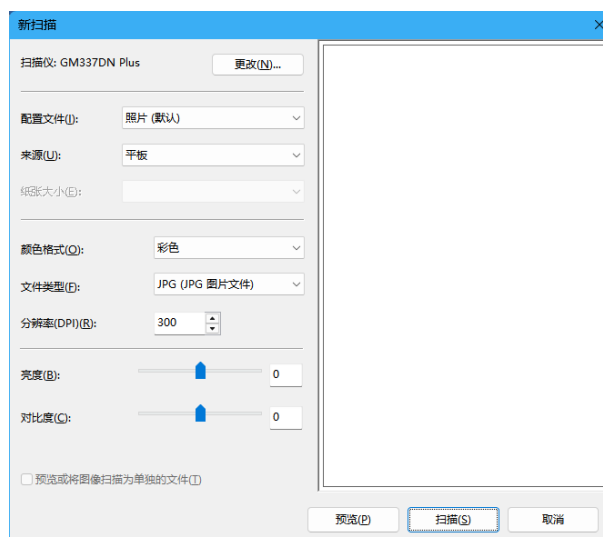 新扫描
扫描仪: GM337DN Plus
更改(N)...
配置文件(I):
照片 (默认)
来源(U):
平板
纸张大小(E):
颜色格式(O):
彩色
文件类型(F):
JPG (JPG 图片文件)
分辨率(DPI)(R):
300
亮度(B):
0
对比度(C):
0
预览或将图像扫描为单独的文件(T)
预览(P)
扫描(S)
取消